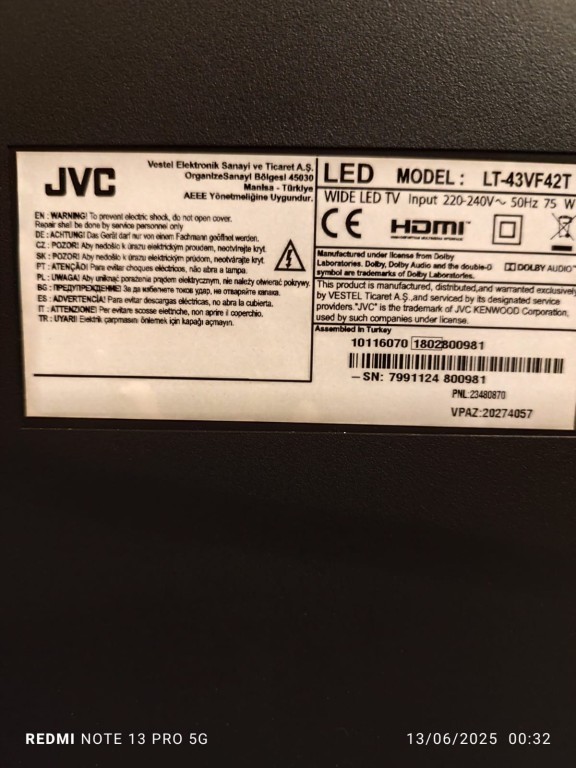 JVC
Vestel Elektronik Sanayi ve Ticaret A.Ş.
OrganizeSanayi Bölgesi 45030
Manisa - Türkiye
AEEE Yönetmeliğine Uygundur.
EN : WARNING! To prevent electric shock, do not open cover.
Repair shall be done by service personnel only
DE : ACHTUNG! Das Gerät darf nur von einem Fachmann geöffnet werden.
CZ : POZOR! Aby nedošlo k úrazu elektrickým proudem, neotvírejte kryt
SK : POZOR! Aby nedošlo k úrazu elektrickým prúdom, neotvárajte kryt
PT : ATENÇÃO! Para evitar choques eléctricos, não abra a tampa.
PL : UWAGA! Aby uniknąć porażenia prądem elektrycznym, nie należy otwierać pokrywy.
BG : ПРЕДУПРЕЖДЕНИЕ! За да избегнете токов удар, не отваряйте капака.
ES : ADVERTENCIA! Para evitar descargas eléctricas, no abra la cubierta.
IT : ATTENZIONE! Per evitare scosse elettriche, non aprire il coperchio.
TR : UYARI! Elektrik çarpmasını önlemek için kapağı açmayın.
LED MODEL : LT-43VF42T
WIDE LED TV Input 220-240V~ 50Hz 75 W
CE HDMI
Manufactured under license from Dolby
Laboratories. Dolby, Dolby Audio and the double-D
symbol are trademarks of Dolby Laboratories.
DOLBY AUDIO
This product is manufactured, distributed,and warranted exclusively
by VESTEL Ticaret A.Ş.,and serviced by its designated service
providers."JVC" is the trademark of JVC KENWOOD Corporation,
used by such companies under license.
Assembled in Turkey
10116070 1802800981
– SN: 7991124 800981
PNL:23480870
VPAZ:20274057
REDMI NOTE 13 PRO 5G
13/06/2025 00:32